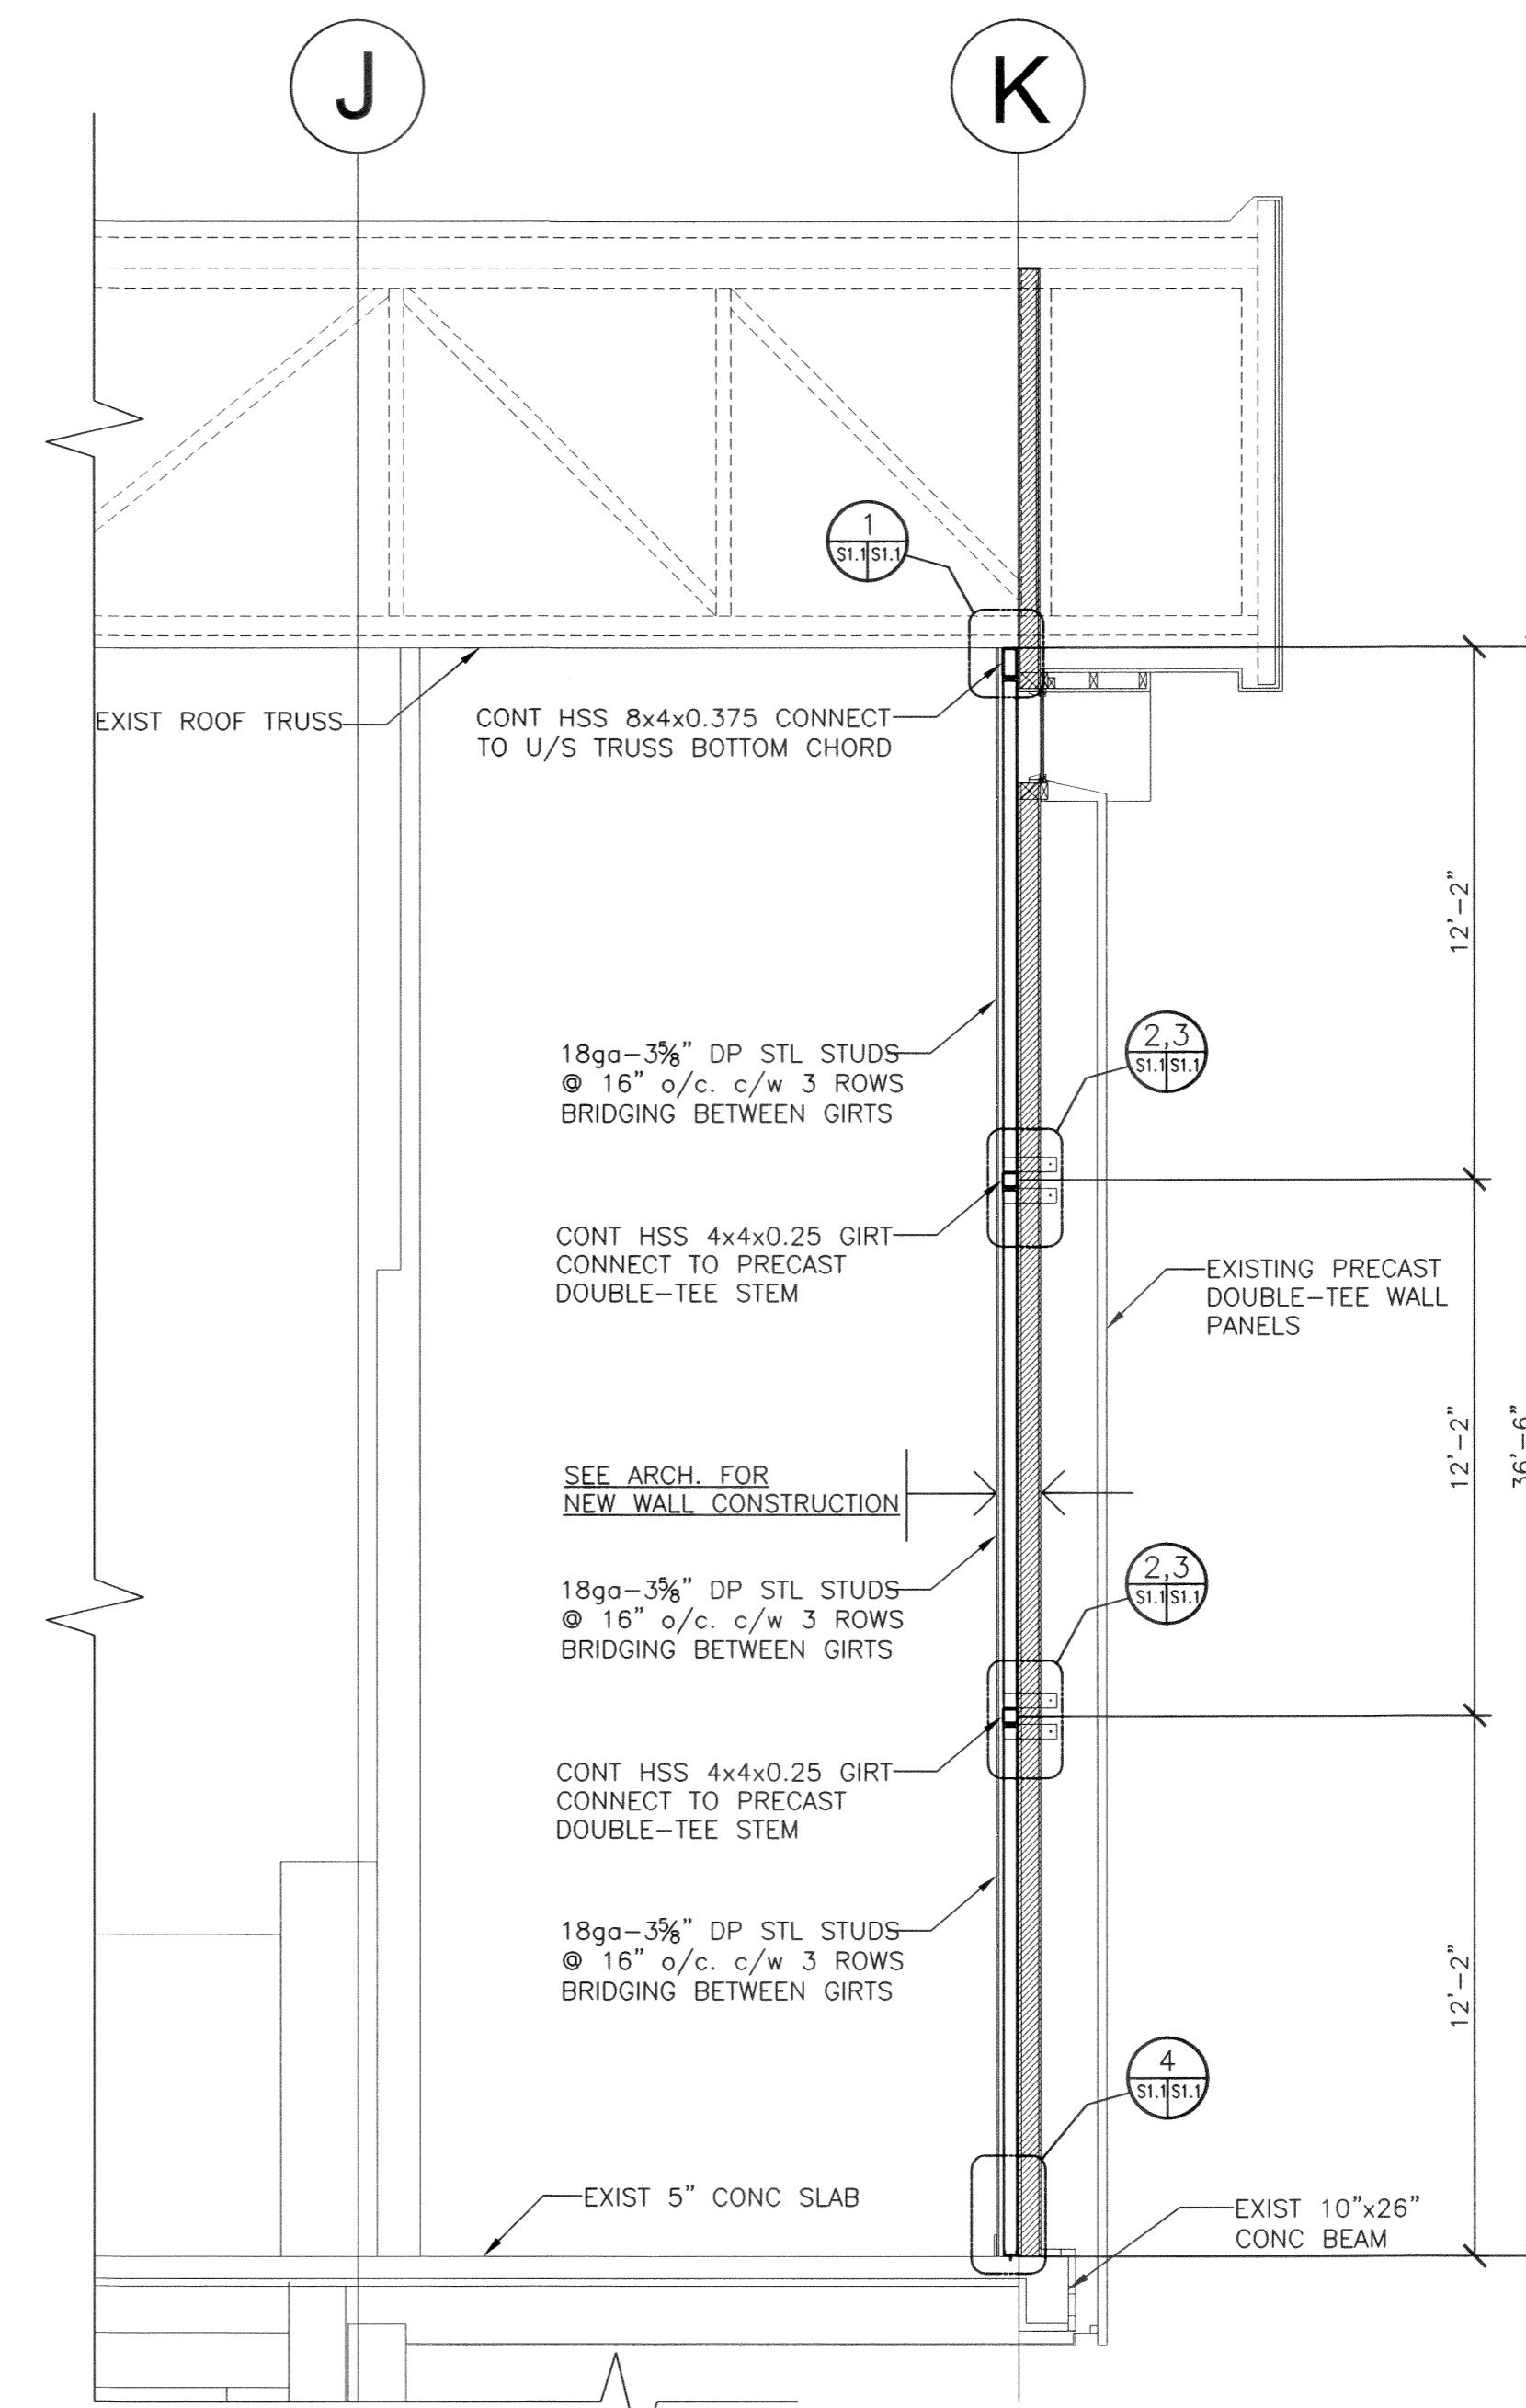 J
K
1
S1.1 S1.1
EXIST ROOF TRUSS
CONT HSS 8x4x0.375 CONNECT
TO U/S TRUSS BOTTOM CHORD
12'-2"
18ga-3⅝" DP STL STUDS
@ 16" o/c. c/w 3 ROWS
BRIDGING BETWEEN GIRTS
2,3
S1.1 S1.1
CONT HSS 4x4x0.25 GIRT
CONNECT TO PRECAST
DOUBLE-TEE STEM
EXISTING PRECAST
DOUBLE-TEE WALL
PANELS
12'-2"
36'-6"
SEE ARCH. FOR
NEW WALL CONSTRUCTION
18ga-3⅝" DP STL STUDS
@ 16" o/c. c/w 3 ROWS
BRIDGING BETWEEN GIRTS
2,3
S1.1 S1.1
CONT HSS 4x4x0.25 GIRT
CONNECT TO PRECAST
DOUBLE-TEE STEM
18ga-3⅝" DP STL STUDS
@ 16" o/c. c/w 3 ROWS
BRIDGING BETWEEN GIRTS
12'-2"
4
S1.1 S1.1
EXIST 5" CONC SLAB
EXIST 10"x26"
CONC BEAM